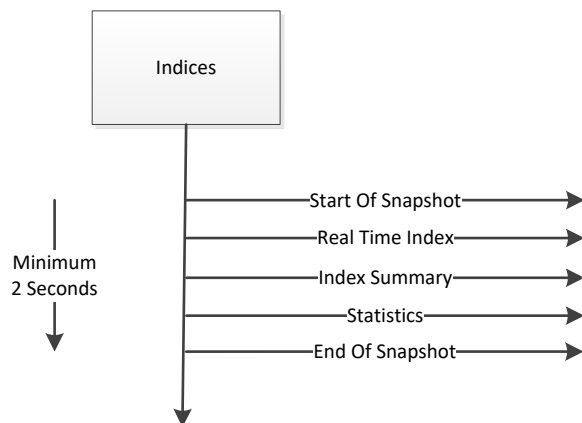 Indices
Start Of Snapshot
Real Time Index
Minimum
2 Seconds
Index Summary
Statistics
End Of Snapshot